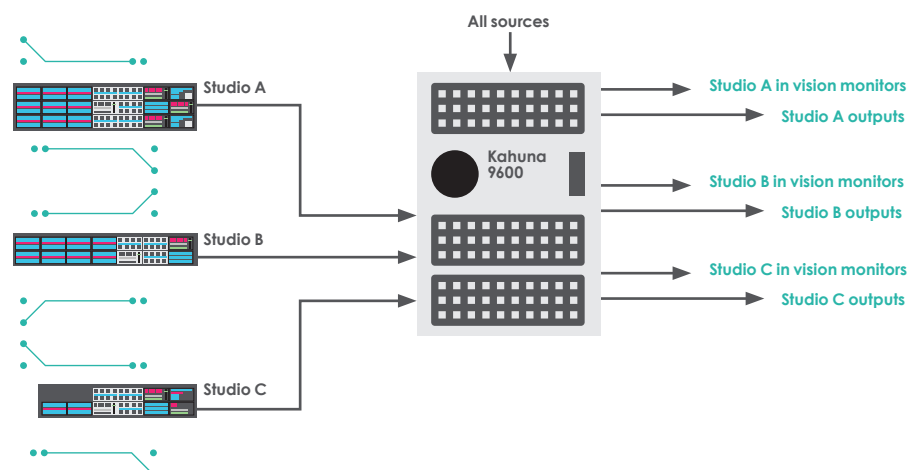 All sources
Studio A
Studio B
Studio C
Kahuna
9600
Studio A in vision monitors
Studio A outputs
Studio B in vision monitors
Studio B outputs
Studio C in vision monitors
Studio C outputs